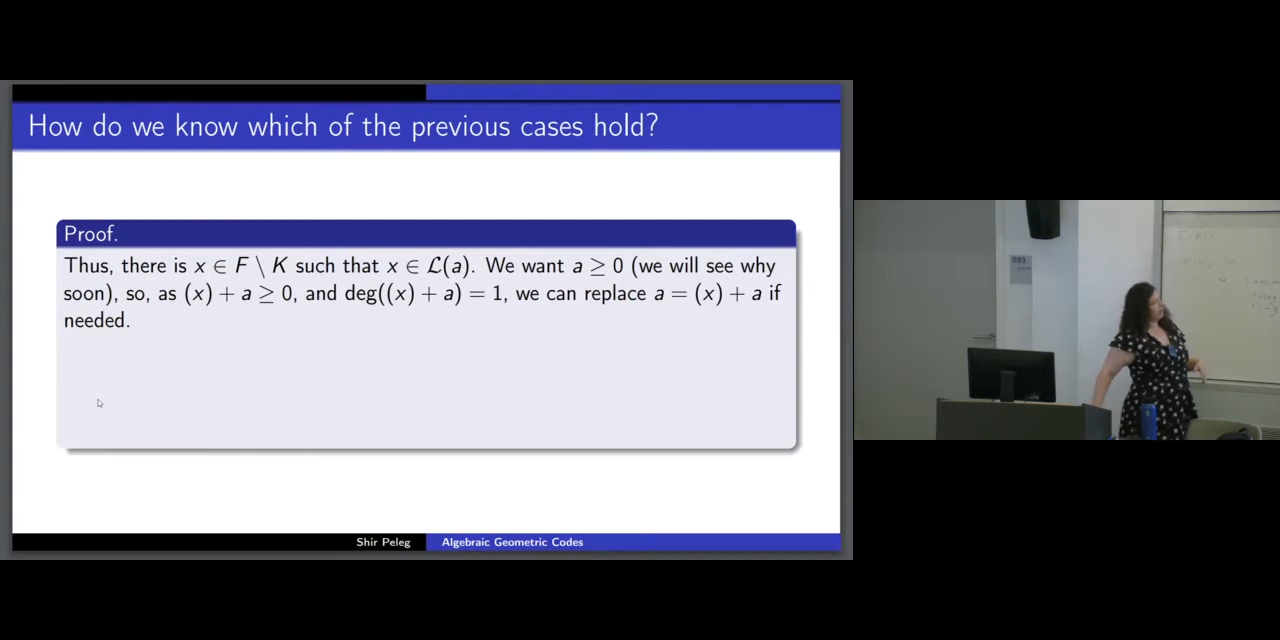 How do we know which of the previous cases hold?
Proof.
Thus, there is x ∈ F \ K such that x ∈ ℒ(a). We want a ≥ 0 (we will see why
soon), so, as (x) + a ≥ 0, and deg((x) + a) = 1, we can replace a = (x) + a if
needed.
Shir Peleg
Algebraic Geometric Codes
093